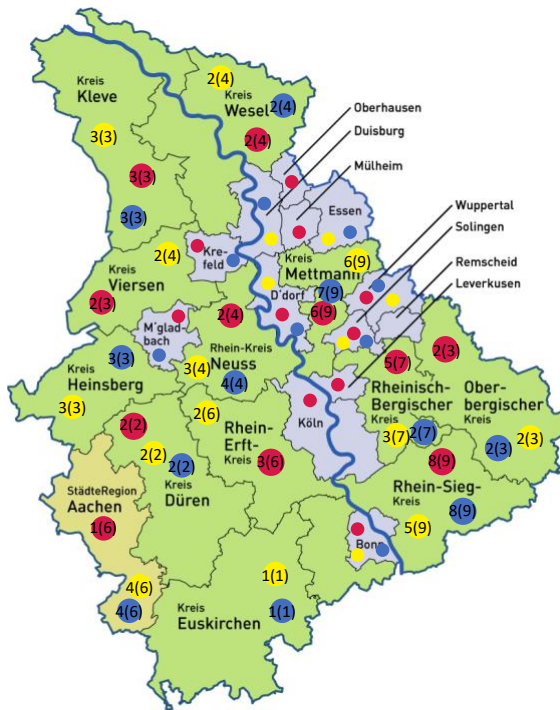 Kreis
Kleve
3(3)
3(3)
3(3)
2(4)
Kreis
Wesel
2(4)
2(4)
Oberhausen
Duisburg
Mülheim
Essen
Wuppertal
Solingen
Remscheid
Leverkusen
2(4)
Kreis
Viersen
2(3)
Kre-
feld
6(9)
Kreis
Mettmann
7(9)
6(9)
D'dorf
M'glad
bach
2(4)
Rhein-Kreis
Neuss
3(4)
4(4)
3(3)
Kreis
Heinsberg
3(3)
5(7)
2(3)
Rheinisch-
Bergischer
Kreis
3(7)
2(7)
Ober-
bergischer
Kreis
2(3)
2(3)
Köln
2(6)
Rhein-
Erft-
Kreis
3(6)
2(2)
2(2)
2(2)
Kreis
Düren
StädteRegion
Aachen
1(6)
4(6)
4(6)
8(9)
Rhein-Sieg-
Kreis
8(9)
5(9)
Bonn
1(1)
Kreis
Euskirchen
1(1)